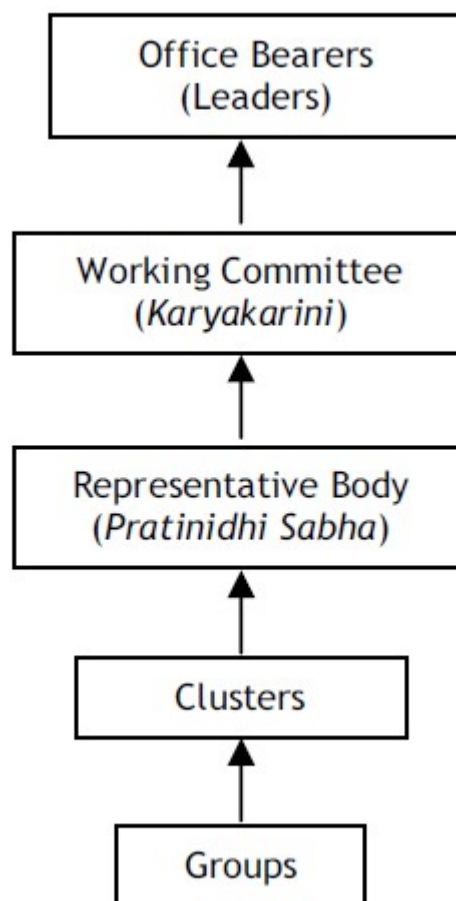 Office Bearers
(Leaders)
Working Committee
(Karyakarini)
Representative Body
(Pratinidhi Sabha)
Clusters
Groups